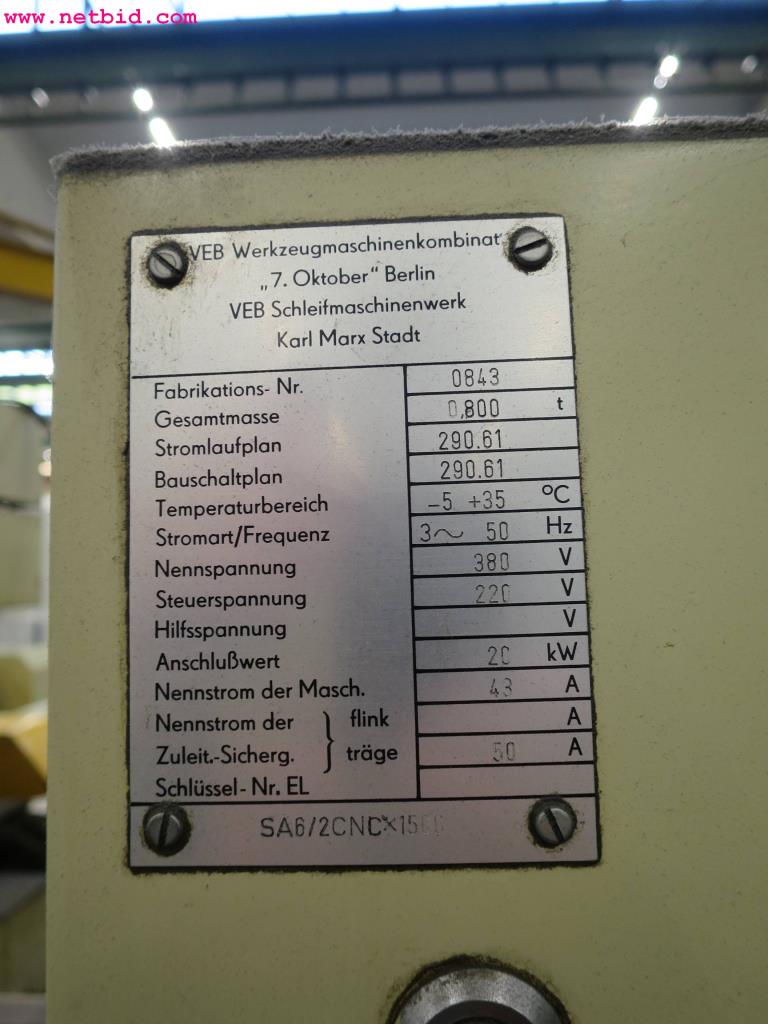 www.netbid.com
VEB Werkzeugmaschinenkombinat
„7. Oktober“ Berlin
VEB Schleifmaschinenwerk
Karl Marx Stadt
Fabrikations- Nr. 0843
Gesamtmasse 0,800 t
Stromlaufplan 290.61
Bauschaltplan 290.61
Temperaturbereich -5 +35 °C
Stromart/Frequenz 3~ 50 Hz
Nennspannung 380 V
Steuerspannung 220 V
Hilfsspannung V
Anschlußwert 20 kW
Nennstrom der Masch. 43 A
Nennstrom der flink A
Zuleit.-Sicherg. träge 50 A
Schlüssel- Nr. EL